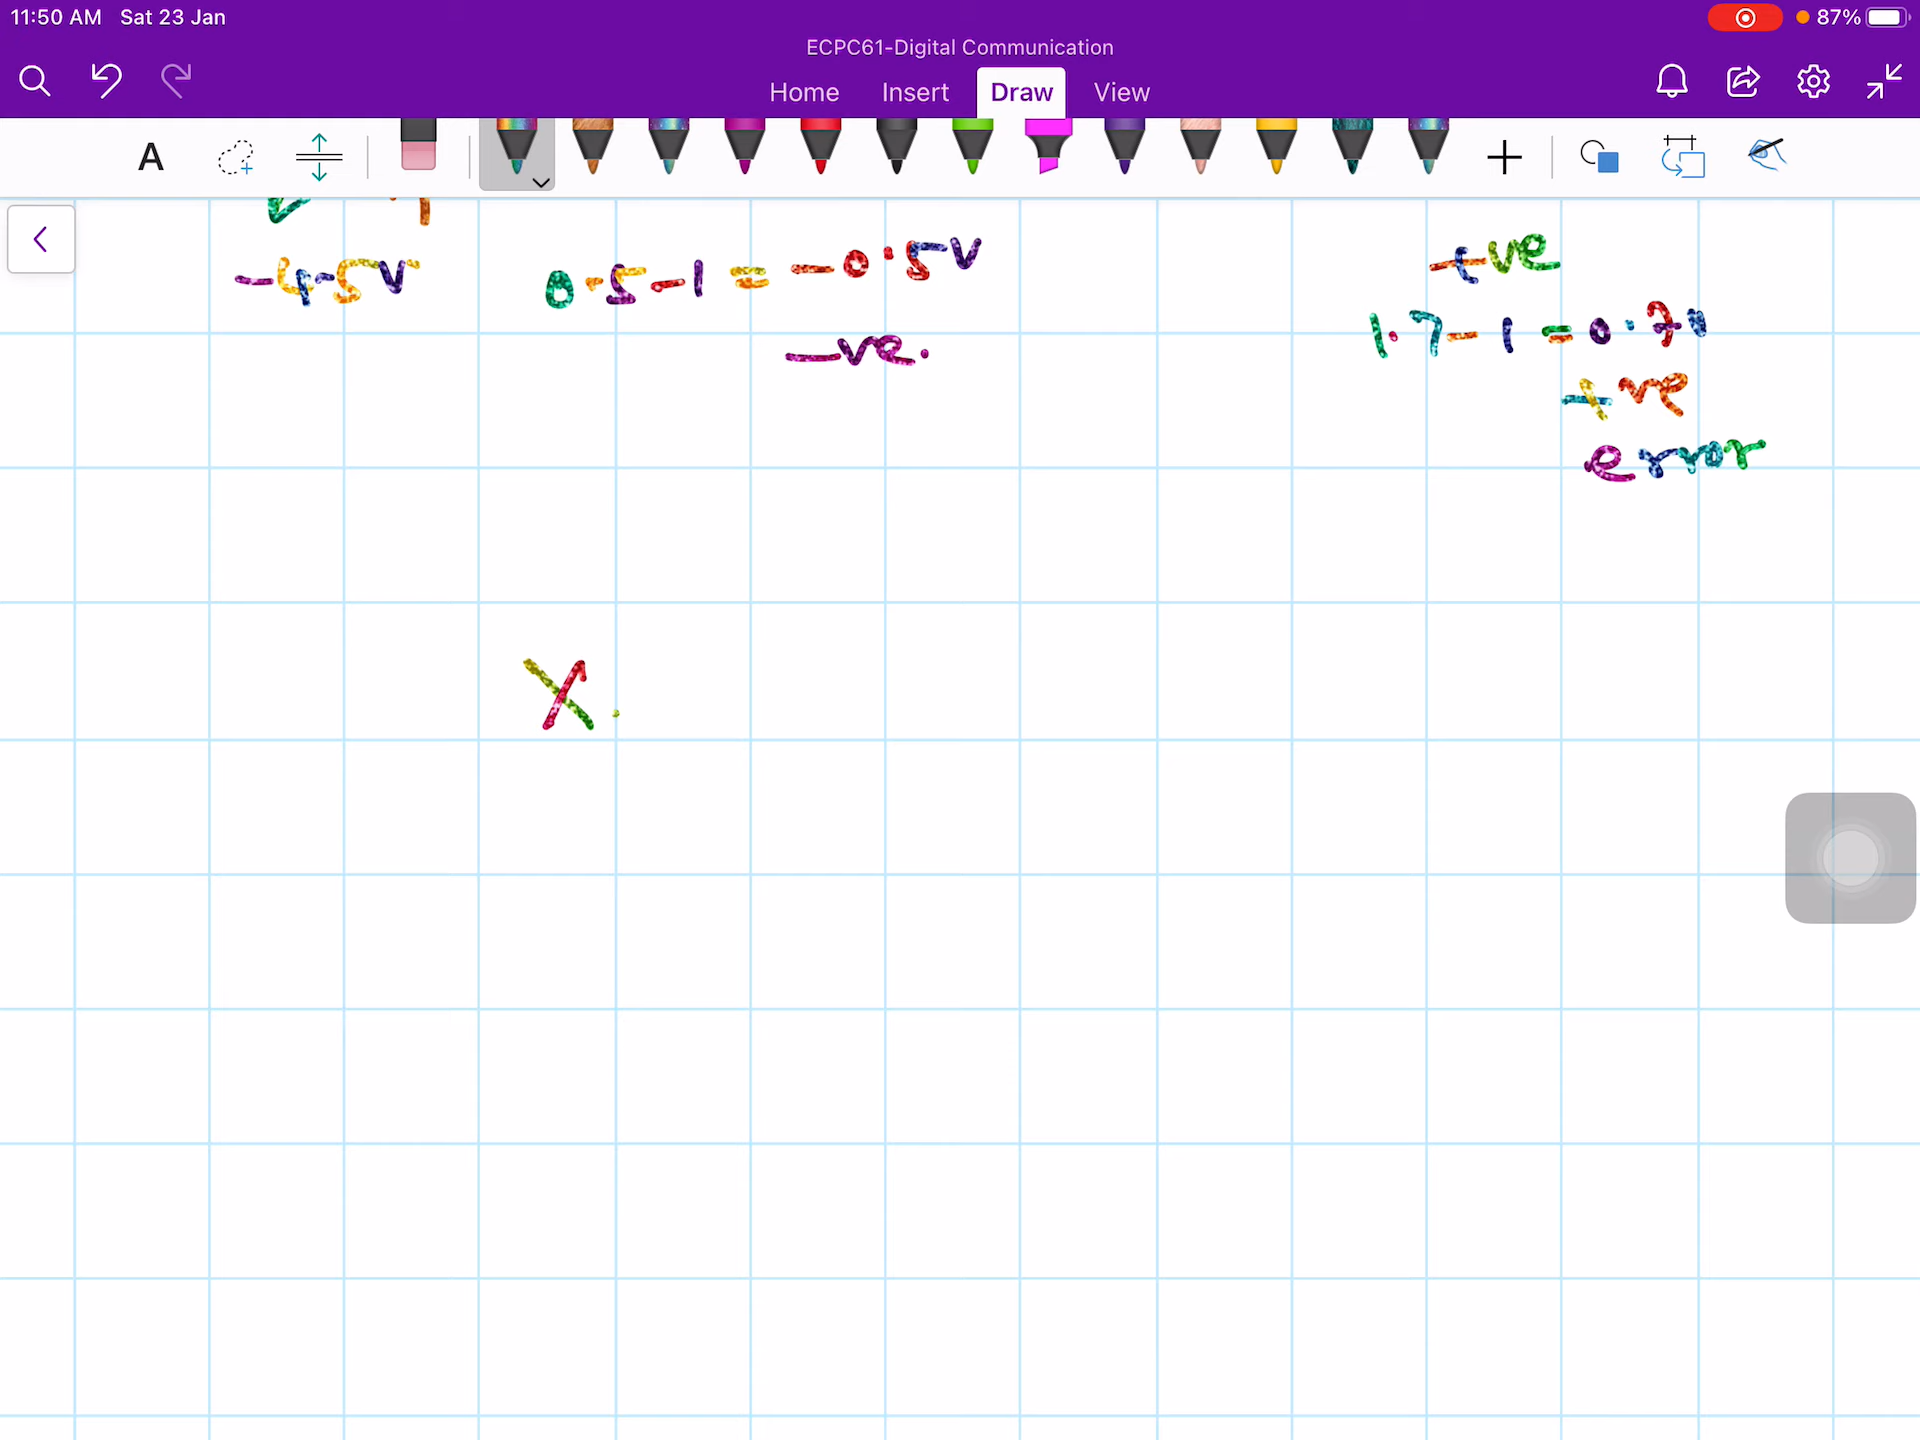 11:50 AM Sat 23 Jan
87%
ECPC61-Digital Communication
Home Insert Draw View
A
-4.5V
0.5-1 = -0.5V
-ve.
+ve
1.7-1 = 0.7V
+ve
error
X.